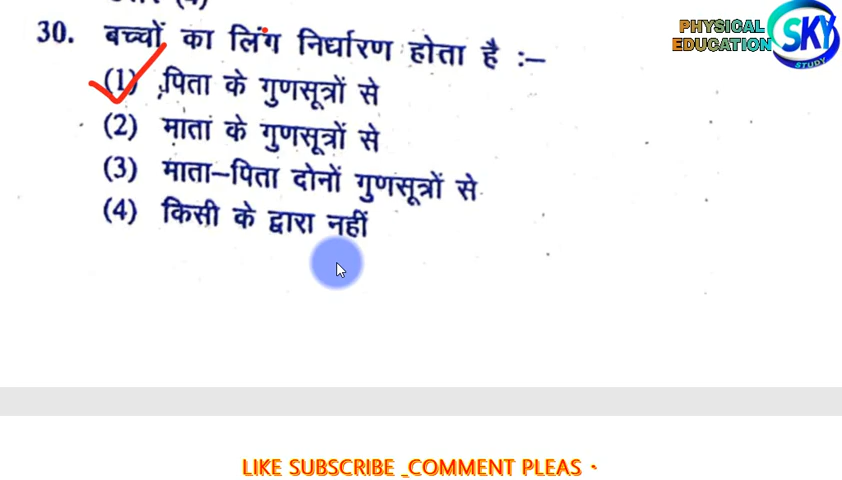 30. बच्चों का लिंग निर्धारण होता है :–
(1) पिता के गुणसूत्रों से
(2) माता के गुणसूत्रों से
(3) माता–पिता दोनों गुणसूत्रों से
(4) किसी के द्वारा नहीं
PHYSICAL
EDUCATION
SKY
STUDY
LIKE SUBSCRIBE _COMMENT PLEAS .